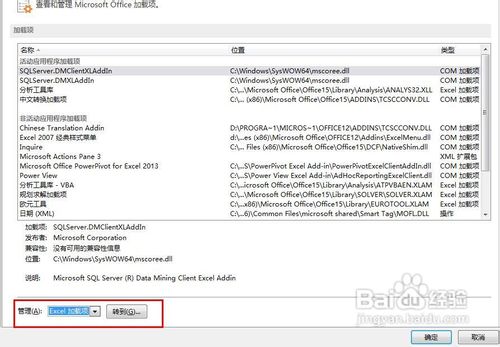 查看和管理 Microsoft Office 加载项。
加载项
名称 位置 类型
活动应用程序加载项
SQLServer.DMClientXLAddIn C:\Windows\SysWOW64\mscoree.dll COM 加载项
SQLServer.DMXLAddIn C:\Windows\SysWOW64\mscoree.dll COM 加载项
分析工具库 C:\...\Microsoft Office\Office15\Library\Analysis\ANALYS32.XLL Excel 加载项
中文转换加载项 C:\... (x86)\Microsoft Office\Office15\ADDINS\TCSCCONV.DLL COM 加载项
非活动应用程序加载项
Chinese Translation Addin D:\PROGRA~1\MICROS~1\OFFICE12\ADDINS\TCSCCONV.DLL COM 加载项
Excel 2007 经典样式菜单 d:\...es (x86)\Microsoft Office\Office12\Addins\ExcelMenu.dll COM 加载项
Inquire C:\...es (x86)\Microsoft Office\Office15\DCF\NativeShim.dll COM 加载项
Microsoft Actions Pane 3 XML 扩展包
Microsoft Office PowerPivot for Excel 2013 C:\...S\PowerPivot Excel Add-in\PowerPivotExcelClientAddIn.dll COM 加载项
Power View C:\...S\Power View Excel Add-in\AdHocReportingExcelClient.dll COM 加载项
分析工具库 - VBA C:\...icrosoft Office\Office15\Library\Analysis\ATPVBAEN.XLAM Excel 加载项
规划求解加载项 C:\...\Microsoft Office\Office15\Library\SOLVER\SOLVER.XLAM Excel 加载项
欧元工具 C:\...86)\Microsoft Office\Office15\Library\EUROTOOL.XLAM Excel 加载项
日期 (XML) C:\...6)\Common Files\microsoft shared\Smart Tag\MOFL.DLL 操作
加载项: SQLServer.DMClientXLAddIn
发布者: Microsoft Corporation
兼容性: 没有可用的兼容性信息
位置: C:\Windows\SysWOW64\mscoree.dll
说明: Microsoft SQL Server (R) Data Mining Client Excel Addin
管理(A): Excel 加载项 转到(G)...
Baidu 经验
jingyan.baidu.com
确定 取消